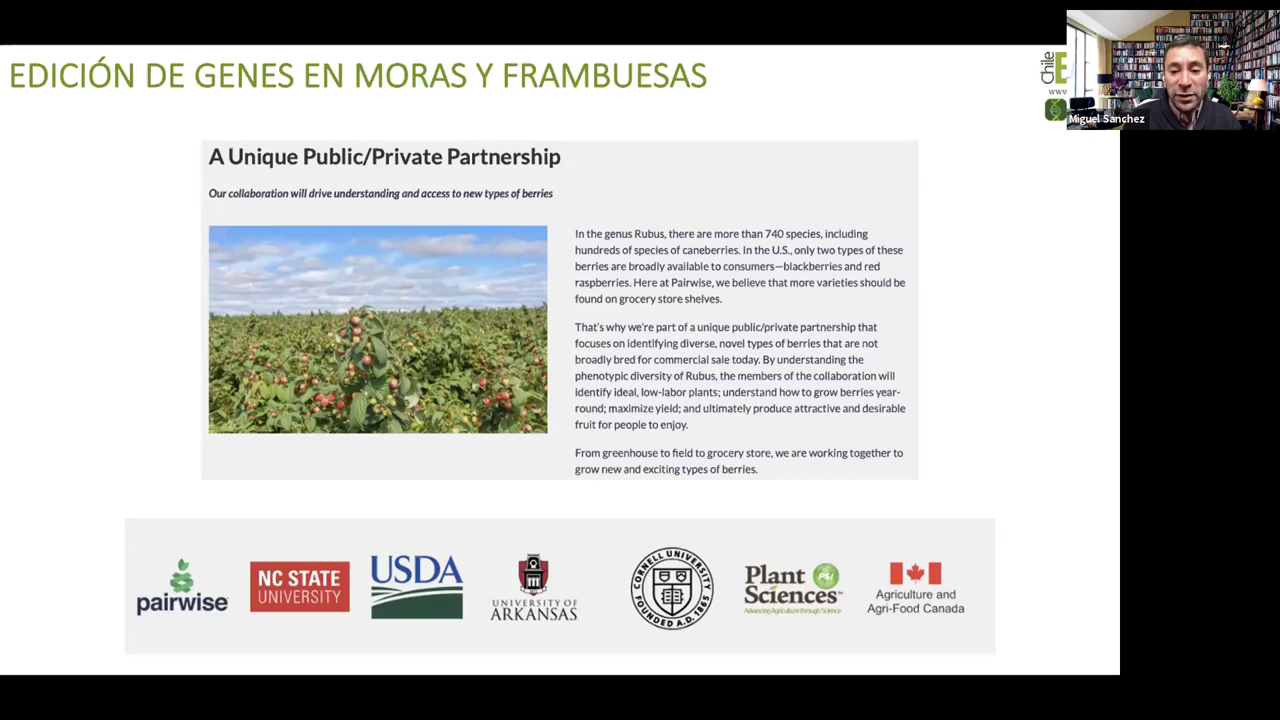 EDICIÓN DE GENES EN MORAS Y FRAMBUESAS
Chile
www
Miguel Sanchez
A Unique Public/Private Partnership
Our collaboration will drive understanding and access to new types of berries
In the genus Rubus, there are more than 740 species, including
hundreds of species of caneberries. In the U.S., only two types of these
berries are broadly available to consumers—blackberries and red
raspberries. Here at Pairwise, we believe that more varieties should be
found on grocery store shelves.
That's why we're part of a unique public/private partnership that
focuses on identifying diverse, novel types of berries that are not
broadly bred for commercial sale today. By understanding the
phenotypic diversity of Rubus, the members of the collaboration will
identify ideal, low-labor plants; understand how to grow berries year-
round; maximize yield; and ultimately produce attractive and desirable
fruit for people to enjoy.
From greenhouse to field to grocery store, we are working together to
grow new and exciting types of berries.
pairwise
NC STATE
UNIVERSITY
USDA
UNIVERSITY OF
ARKANSAS
CORNELL UNIVERSITY
FOUNDED A.D. 1865
Plant
Sciences
PSI
Advancing Agriculture through Science
Agriculture and
Agri-Food Canada